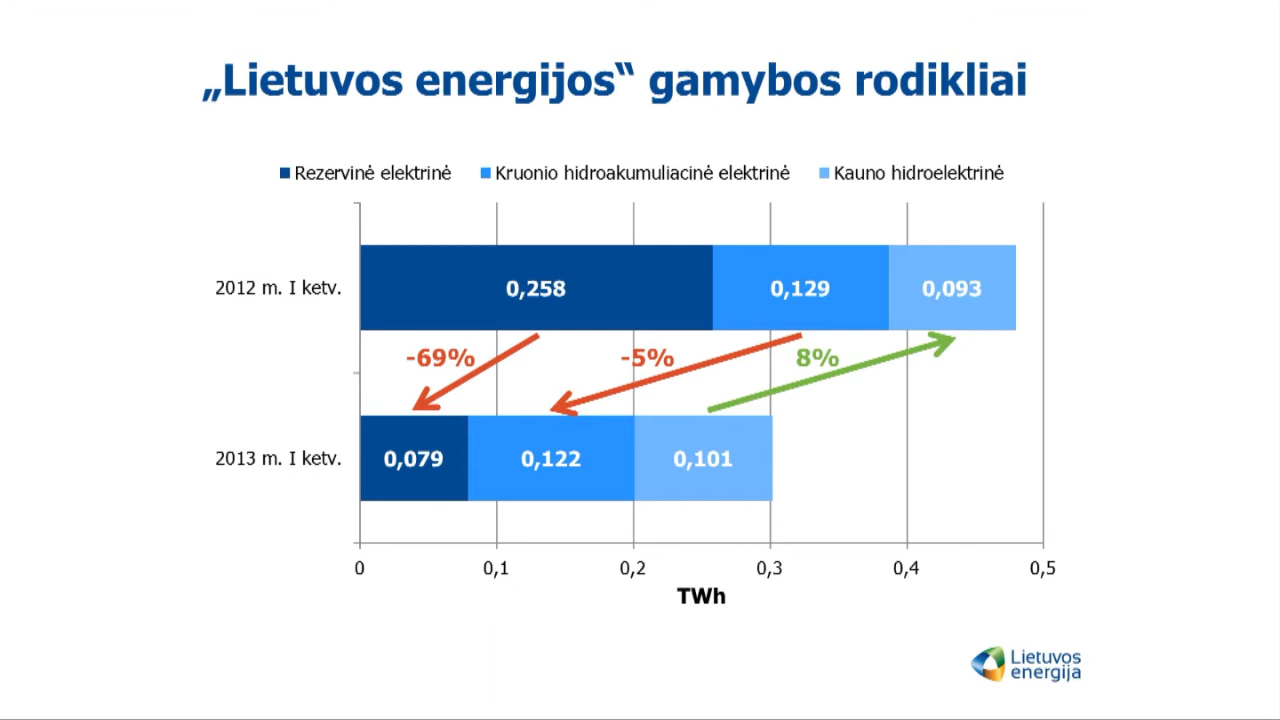 „Lietuvos energijos“ gamybos rodikliai
Rezervinė elektrinė Kruonio hidroakumuliacinė elektrinė Kauno hidroelektrinė
2012 m. I ketv. 0,258 0,129 0,093
-69% -5% 8%
2013 m. I ketv. 0,079 0,122 0,101
0 0,1 0,2 0,3 0,4 0,5
TWh
Lietuvos
energija